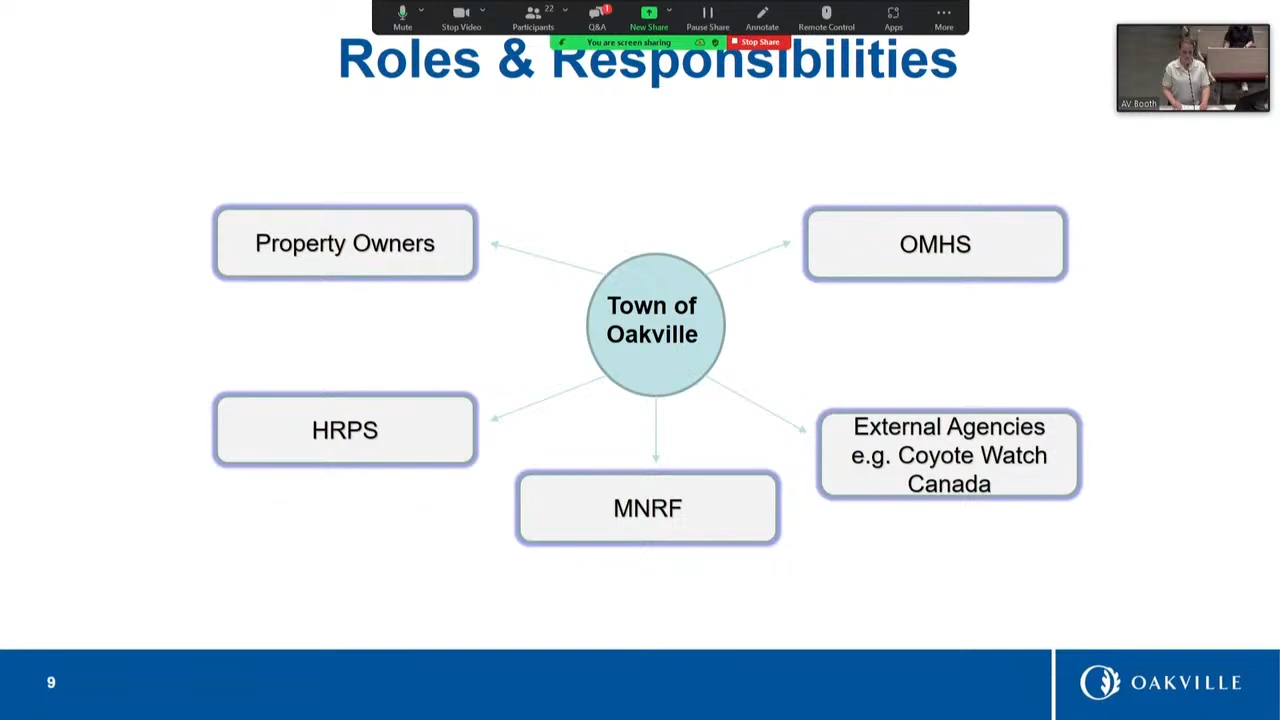 Mute
Stop Video
22
Participants
1
Q&A
New Share
Pause Share
Annotate
Remote Control
Apps
More
You are screen sharing
Stop Share
Roles & Responsibilities
AV Booth
Property Owners
OMHS
Town of
Oakville
HRPS
External Agencies
e.g. Coyote Watch
Canada
MNRF
9
OAKVILLE